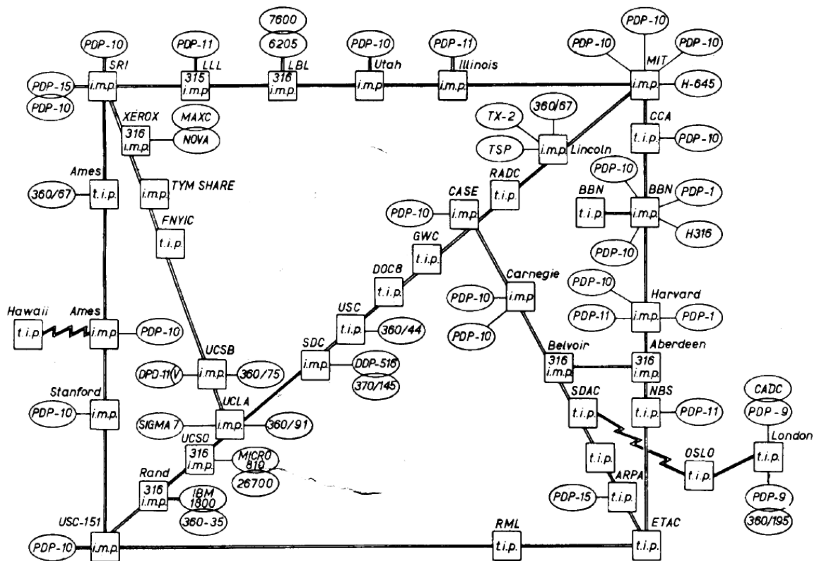 7600
6205
PDP-10
PDP-10
PDP-11
LBL
PDP-10
PDP-11
PDP-10
PDP-10
SRI
LLL
Utah
Illinois
MIT
PDP-15
i.m.p.
315 i.m.p.
316 i.m.p.
i.m.p.
i.m.p.
i.m.p.
H-645
PDP-10
XEROX
MAXC
NOVA
316 i.m.p.
TX-2
360/67
TSP
i.m.p.
Lincoln
CCA
t.i.p.
PDP-10
Ames
360/67
t.i.p.
i.m.p.
TYM SHARE
RADC
t.i.p.
PDP-10
BBN
t.i.p.
BBN
i.m.p.
PDP-1
H316
PDP-10
CASE
PDP-10
i.m.p.
FNYIC
t.i.p.
GWC
t.i.p.
DOCB
t.i.p.
Carnegie
PDP-10
i.m.p
PDP-10
PDP-10
Harvard
PDP-11
i.m.p.
PDP-1
Hawaii
t.i.p.
Ames
i.m.p.
PDP-10
USC
t.i.p.
360/44
SDC
i.m.p.
DDP-516
370/145
Belvoir
316 i.m.p.
Aberdeen
316 i.m.p.
UCSB
i.m.p.
360/75
Stanford
PDP-10
i.m.p.
UCLA
SIGMA 7
i.m.p.
360/91
SDAC
t.i.p.
NBS
t.i.p.
PDP-11
CADC
PDP-9
London
t.i.p.
UCSD
316 i.m.p.
MICRO 810
26700
t.i.p.
OSLO
t.i.p.
Rand
316 i.m.p.
IBM 1800
360-35
ARPA
PDP-15
t.i.p.
PDP-9
360/195
USC-151
PDP-10
i.m.p.
RML
t.i.p.
ETAC
t.i.p.